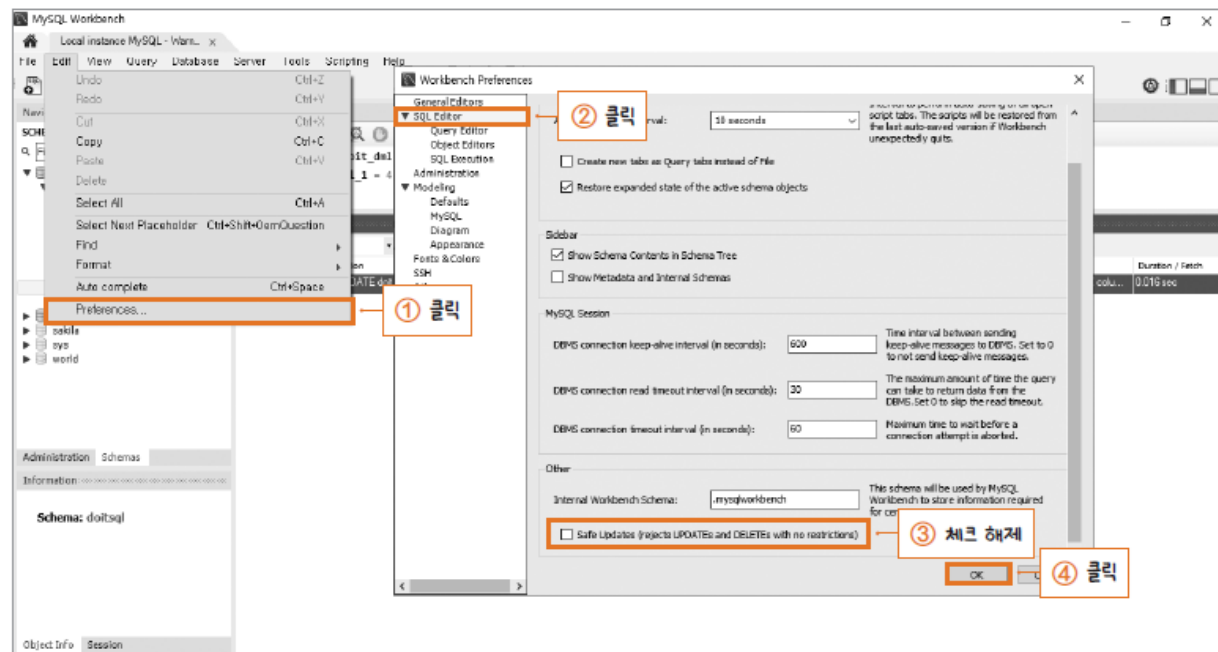 MySQL Workbench
Local instance MySQL - Warn... x
File Edit View Query Database Server Tools Scripting Help
Undo Ctrl+Z
Redo Ctrl+Y
Cut Ctrl+X
Copy Ctrl+C
Paste Ctrl+V
Delete
Select All Ctrl+A
Select Next Placeholder Ctrl+Shift+OemQuestion
Find
Format
Auto complete Ctrl+Space
Preferences...
① 클릭
Navi
SCHE
sakila
sys
world
Administration Schemas
Information
Schema: doitsql
Object Info Session
Workbench Preferences
General Editors
SQL Editor
Query Editor
Object Editors
SQL Execution
Administration
Modeling
Defaults
MySQL
Diagram
Appearance
Fonts & Colors
SSH
② 클릭
10 seconds
script tabs. The scripts will be restored from
the last auto-saved version if Workbench
unexpectedly quits.
Create new tabs as Query tabs instead of File
Restore expanded state of the active schema objects
Sidebar
Show Schema Contents in Schema Tree
Show Metadata and Internal Schemas
MySQL Session
DBMS connection keep-alive interval (in seconds): 600
Time interval between sending
keep-alive messages to DBMS. Set to 0
to not send keep-alive messages.
DBMS connection read timeout interval (in seconds): 30
The maximum amount of time the query
can take to return data from the
DBMS.Set 0 to skip the read timeout.
DBMS connection timeout interval (in seconds): 60
Maximum time to wait before a
connection attempt is aborted.
Other
Internal Workbench Schema: .mysqlworkbench
This schema will be used by MySQL
Workbench to store information required
Safe Updates (rejects UPDATEs and DELETEs with no restrictions)
③ 체크 해제
OK
④ 클릭
Duration / Fetch
colu... 0.016 sec